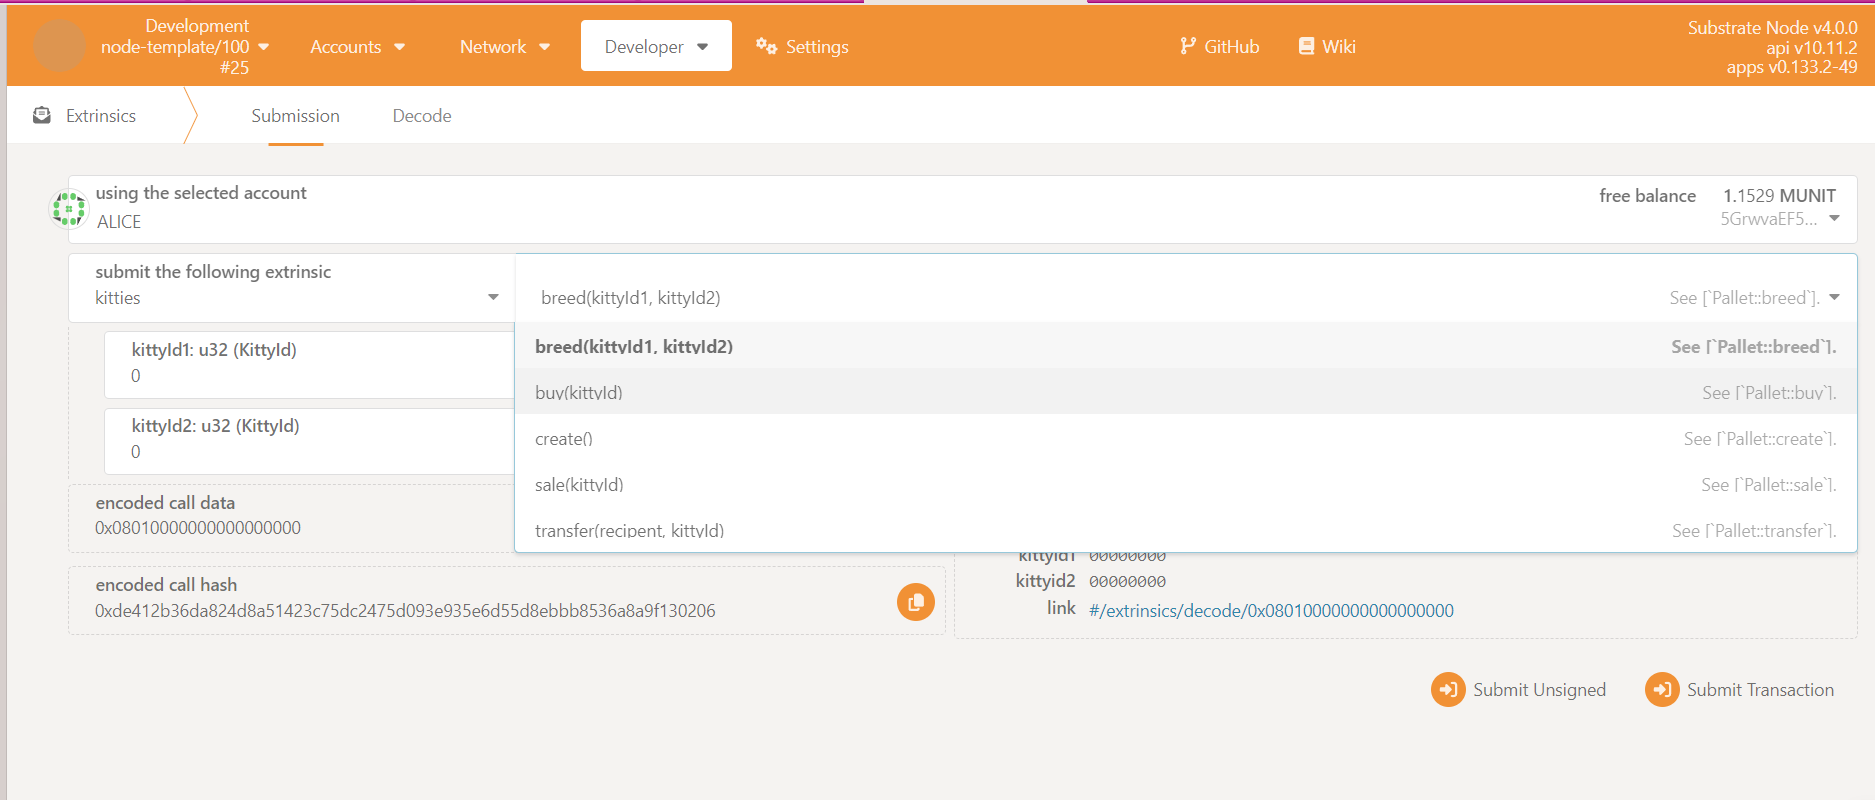 Development
node-template/100
#25
Accounts
Network
Developer
Settings
GitHub
Wiki
Substrate Node v4.0.0
api v10.11.2
apps v0.133.2-49
Extrinsics
Submission
Decode
using the selected account
ALICE
free balance
1.1529 MUNIT
5GrwvaEF5...
submit the following extrinsic
kitties
breed(kittyId1, kittyId2)
See [`Pallet::breed`].
kittyId1: u32 (KittyId)
0
kittyId2: u32 (KittyId)
0
breed(kittyId1, kittyId2)
See [`Pallet::breed`].
buy(kittyId)
See [`Pallet::buy`].
create()
See [`Pallet::create`].
sale(kittyId)
See [`Pallet::sale`].
transfer(recipent, kittyId)
See [`Pallet::transfer`].
encoded call data
0x08010000000000000000
kittyid1 00000000
kittyid2 00000000
link #/extrinsics/decode/0x08010000000000000000
encoded call hash
0xde412b36da824d8a51423c75dc2475d093e935e6d55d8ebbb8536a8a9f130206
Submit Unsigned
Submit Transaction